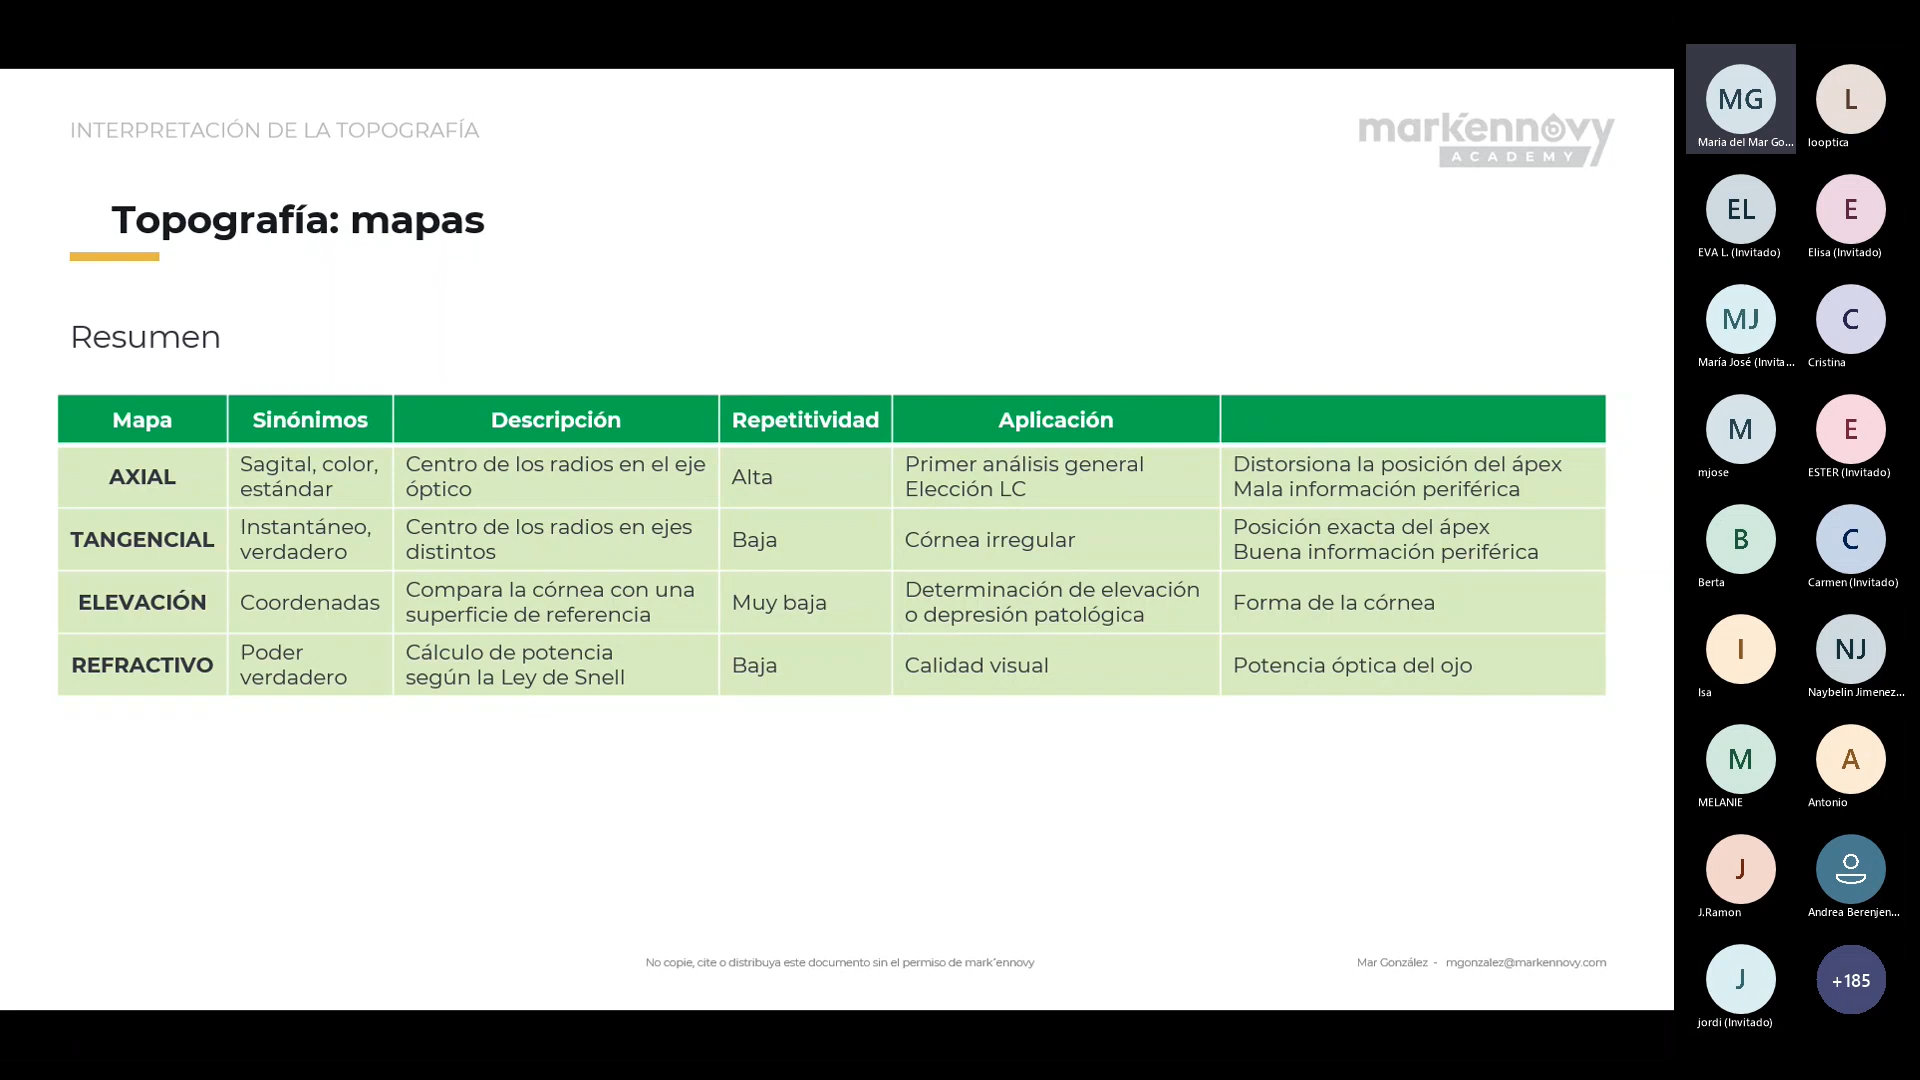 INTERPRETACIÓN DE LA TOPOGRAFÍA
mark'ennovy
ACADEMY
Topografía: mapas
Resumen
Mapa Sinónimos Descripción Repetitividad Aplicación
AXIAL
Sagital, color,
estándar
Centro de los radios en el eje
óptico
Alta
Primer análisis general
Elección LC
Distorsiona la posición del ápex
Mala información periférica
TANGENCIAL
Instantáneo,
verdadero
Centro de los radios en ejes
distintos
Baja
Córnea irregular
Posición exacta del ápex
Buena información periférica
ELEVACIÓN
Coordenadas
Compara la córnea con una
superficie de referencia
Muy baja
Determinación de elevación
o depresión patológica
Forma de la córnea
REFRACTIVO
Poder
verdadero
Cálculo de potencia
según la Ley de Snell
Baja
Calidad visual
Potencia óptica del ojo
No copie, cite o distribuya este documento sin el permiso de mark'ennovy
Mar González - mgonzalez@markennovy.com
MG
Maria del Mar Go...
L
looptica
EL
EVA L. (Invitado)
E
Elisa (Invitado)
MJ
María José (Invita...
C
Cristina
M
mjose
E
ESTER (Invitado)
B
Berta
C
Carmen (Invitado)
I
Isa
NJ
Naybelin Jimenez...
M
MELANIE
A
Antonio
J
J.Ramon
Andrea Berenjen...
J
jordi (Invitado)
+185